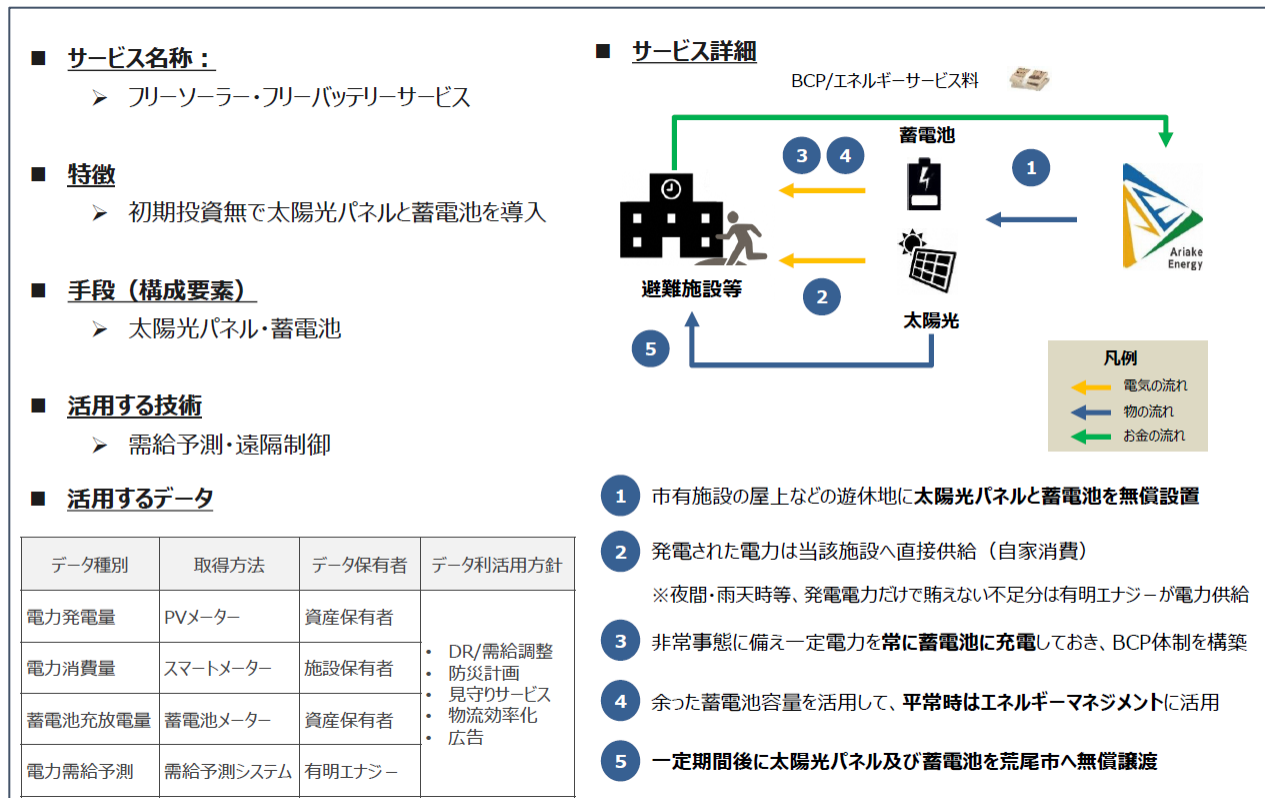 ■ サービス名称：
➢ フリーソーラー・フリーバッテリーサービス
■ 特徴
➢ 初期投資無で太陽光パネルと蓄電池を導入
■ 手段（構成要素）
➢ 太陽光パネル・蓄電池
■ 活用する技術
➢ 需給予測・遠隔制御
■ 活用するデータ
データ種別 取得方法 データ保有者 データ利活用方針
電力発電量 PVメーター 資産保有者
電力消費量 スマートメーター 施設保有者
蓄電池充放電量 蓄電池メーター 資産保有者
電力需給予測 需給予測システム 有明エナジー
• DR/需給調整
• 防災計画
• 見守りサービス
• 物流効率化
• 広告
■ サービス詳細
BCP/エネルギーサービス料
蓄電池
3 4
1
Ariake
Energy
避難施設等
2
太陽光
5
凡例
電気の流れ
物の流れ
お金の流れ
1 市有施設の屋上などの遊休地に太陽光パネルと蓄電池を無償設置
2 発電された電力は当該施設へ直接供給（自家消費）
※夜間・雨天時等、発電電力だけで賄えない不足分は有明エナジーが電力供給
3 非常事態に備え一定電力を常に蓄電池に充電しておき、BCP体制を構築
4 余った蓄電池容量を活用して、平常時はエネルギーマネジメントに活用
5 一定期間後に太陽光パネル及び蓄電池を荒尾市へ無償譲渡